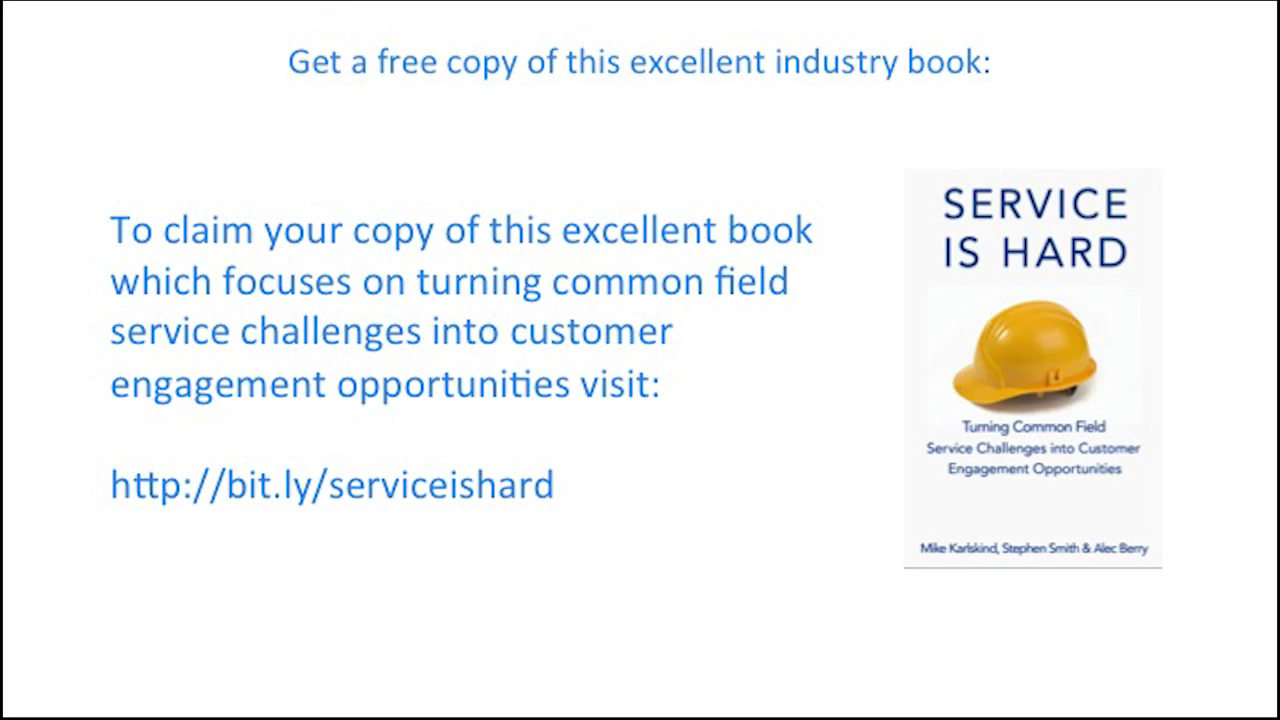 Get a free copy of this excellent industry book:
To claim your copy of this excellent book
which focuses on turning common field
service challenges into customer
engagement opportunities visit:
http://bit.ly/serviceishard
SERVICE
IS HARD
Turning Common Field
Service Challenges into Customer
Engagement Opportunities
Mike Karlskind, Stephen Smith & Alec Berry